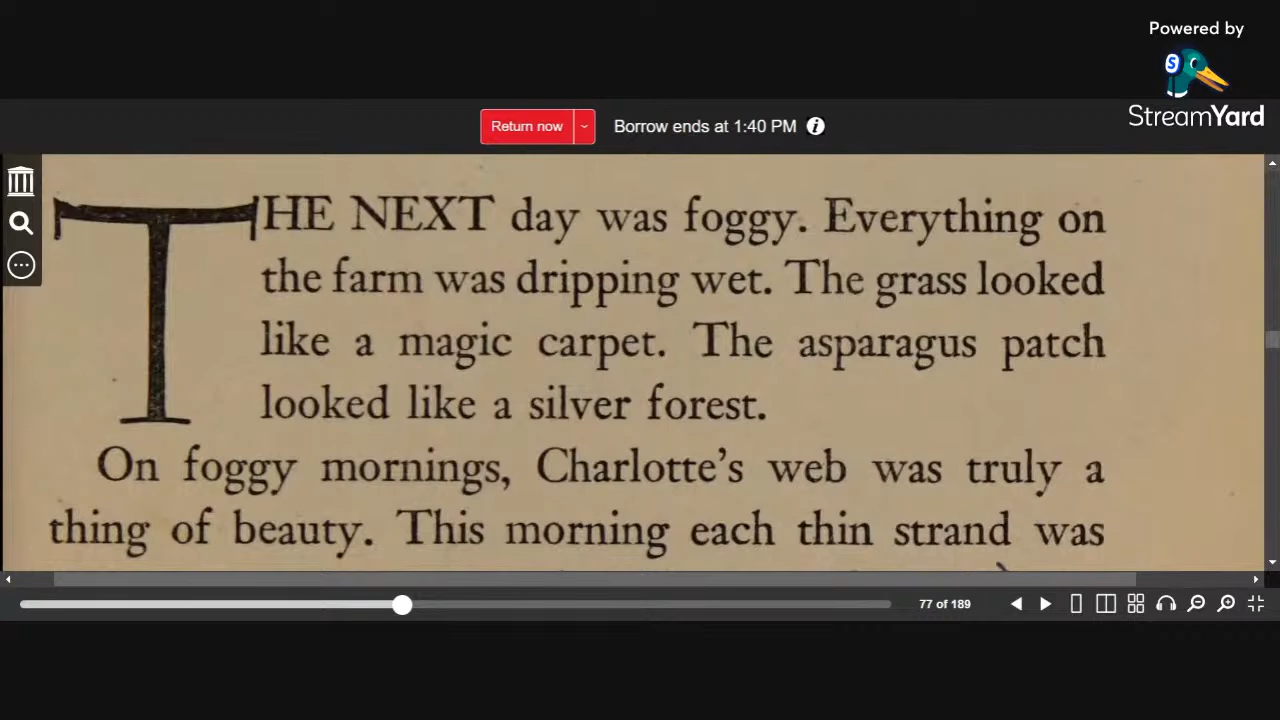 Powered by
StreamYard
Return now
Borrow ends at 1:40 PM
THE NEXT day was foggy. Everything on
the farm was dripping wet. The grass looked
like a magic carpet. The asparagus patch
looked like a silver forest.
On foggy mornings, Charlotte's web was truly a
thing of beauty. This morning each thin strand was
77 of 189